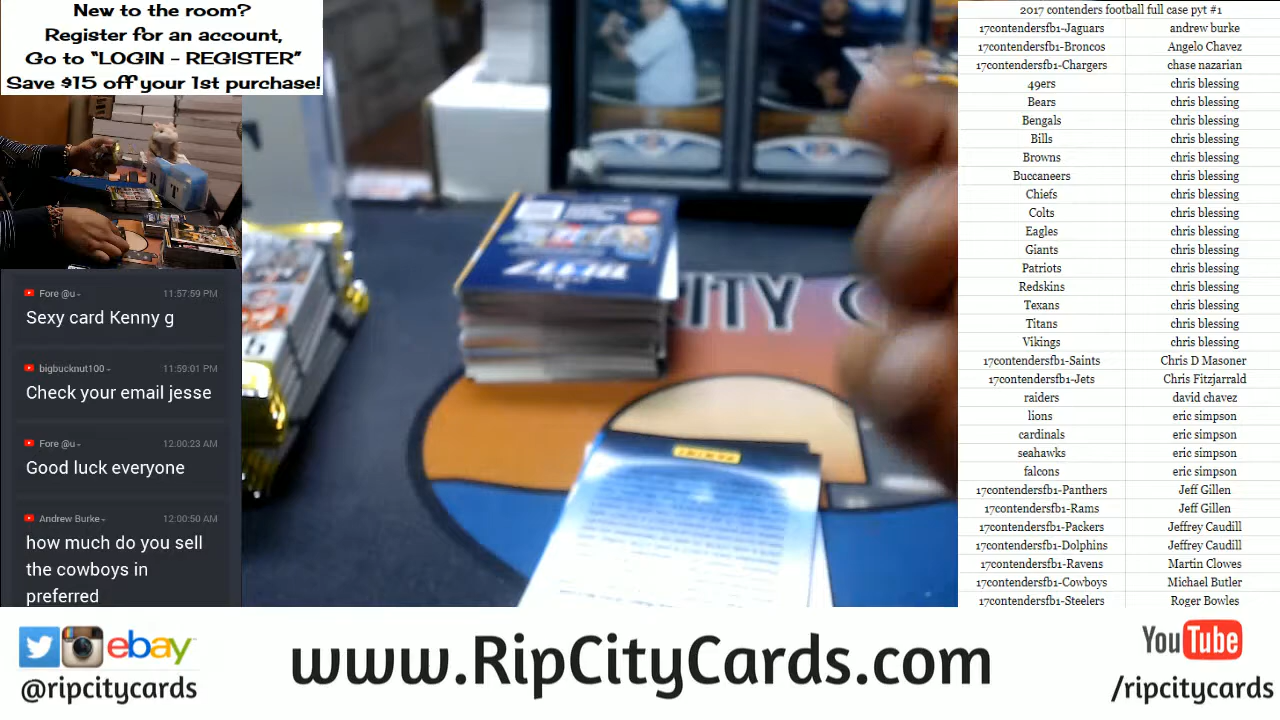 New to the room?
Register for an account,
Go to “LOGIN - REGISTER”
Save $15 off your 1st purchase!
Fore @u
11:57:59 PM
Sexy card Kenny g
bigbucknut100
11:59:01 PM
Check your email jesse
Fore @u
12:00:23 AM
Good luck everyone
Andrew Burke
12:00:50 AM
how much do you sell
the cowboys in
preferred
BLITZ
ITY C
PANINI
2017 contenders football full case pyt #1
17contendersfb1-Jaguars andrew burke
17contendersfb1-Broncos Angelo Chavez
17contendersfb1-Chargers chase nazarian
49ers chris blessing
Bears chris blessing
Bengals chris blessing
Bills chris blessing
Browns chris blessing
Buccaneers chris blessing
Chiefs chris blessing
Colts chris blessing
Eagles chris blessing
Giants chris blessing
Patriots chris blessing
Redskins chris blessing
Texans chris blessing
Titans chris blessing
Vikings chris blessing
17contendersfb1-Saints Chris D Masoner
17contendersfb1-Jets Chris Fitzjarrald
raiders david chavez
lions eric simpson
cardinals eric simpson
seahawks eric simpson
falcons eric simpson
17contendersfb1-Panthers Jeff Gillen
17contendersfb1-Rams Jeff Gillen
17contendersfb1-Packers Jeffrey Caudill
17contendersfb1-Dolphins Jeffrey Caudill
17contendersfb1-Ravens Martin Clowes
17contendersfb1-Cowboys Michael Butler
17contendersfb1-Steelers Roger Bowles
ebay
@ripcitycards
www.RipCityCards.com
YouTube
/ripcitycards